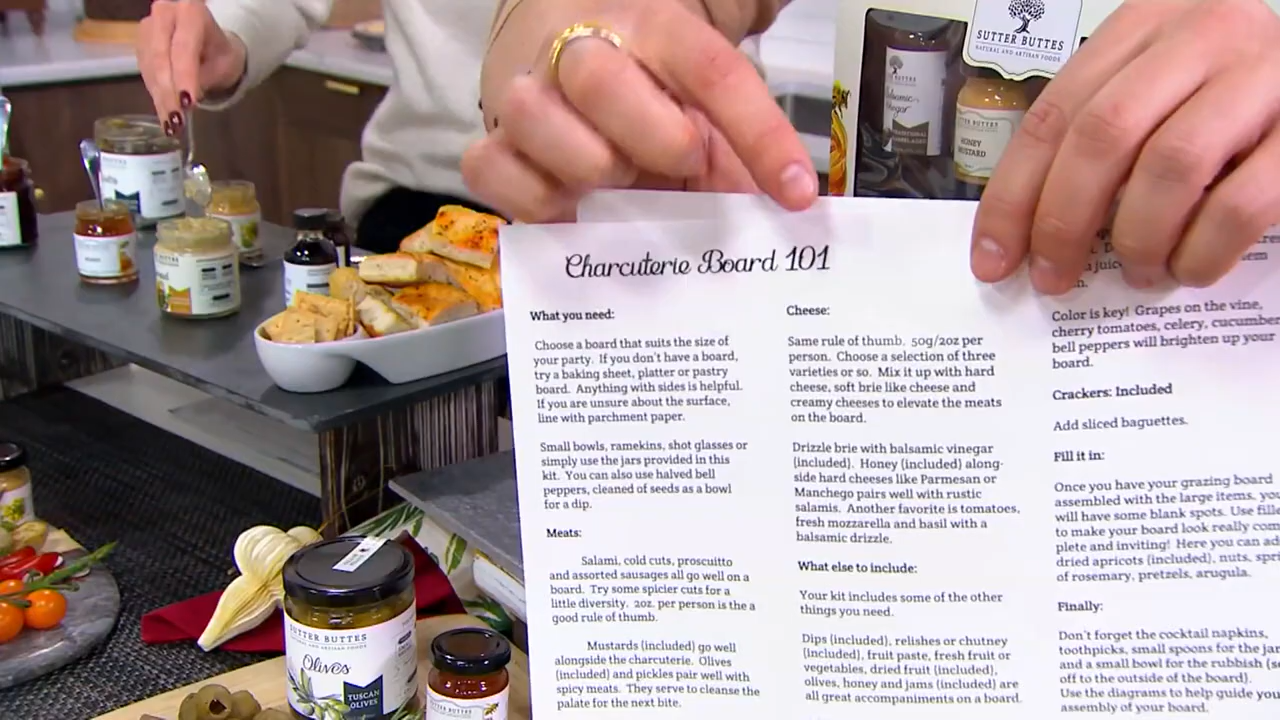 SUTTER BUTTES
NATURAL AND ARTISAN FOODS
Balsamic
Vinegar
TRADITIONAL
SUTTER BUTTES
HONEY
MUSTARD
Charcuterie Board 101
What you need:
Choose a board that suits the size of
your party. If you don't have a board,
try a baking sheet, platter or pastry
board. Anything with sides is helpful.
If you are unsure about the surface,
line with parchment paper.
Small bowls, ramekins, shot glasses or
simply use the jars provided in this
kit. You can also use halved bell
peppers, cleaned of seeds as a bowl
for a dip.
Meats:
Salami, cold cuts, proscuitto
and assorted sausages all go well on a
board. Try some spicier cuts for a
little diversity. 2oz. per person is the a
good rule of thumb.
Mustards (included) go well
alongside the charcuterie. Olives
(included) and pickles pair well with
spicy meats. They serve to cleanse the
palate for the next bite.
Cheese:
Same rule of thumb. 50g/2oz per
person. Choose a selection of three
varieties or so. Mix it up with hard
cheese, soft brie like cheese and
creamy cheeses to elevate the meats
on the board.
Drizzle brie with balsamic vinegar
(included). Honey (included) along-
side hard cheeses like Parmesan or
Manchego pairs well with rustic
salamis. Another favorite is tomatoes,
fresh mozzarella and basil with a
balsamic drizzle.
What else to include:
Your kit includes some of the other
things you need.
Dips (included), relishes or chutney
(included), fruit paste, fresh fruit or
vegetables, dried fruit (included),
olives, honey and jams (included) are
all great accompaniments on a board.
Color is key! Grapes on the vine,
cherry tomatoes, celery, cucumber
bell peppers will brighten up your
board.
Crackers: Included
Add sliced baguettes.
Fill it in:
Once you have your grazing board
assembled with the large items, you
will have some blank spots. Use fille
to make your board look really com
plete and inviting! Here you can ad
dried apricots (included), nuts, spri
of rosemary, pretzels, arugula.
Finally:
Don't forget the cocktail napkins,
toothpicks, small spoons for the jar
and a small bowl for the rubbish (se
off to the outside of the board).
Use the diagrams to help guide you
assembly of your board.
SUTTER BUTTES
NATURAL AND ARTISAN FOODS
Olives
TUSCAN
OLIVES
SUTTER BUTTES